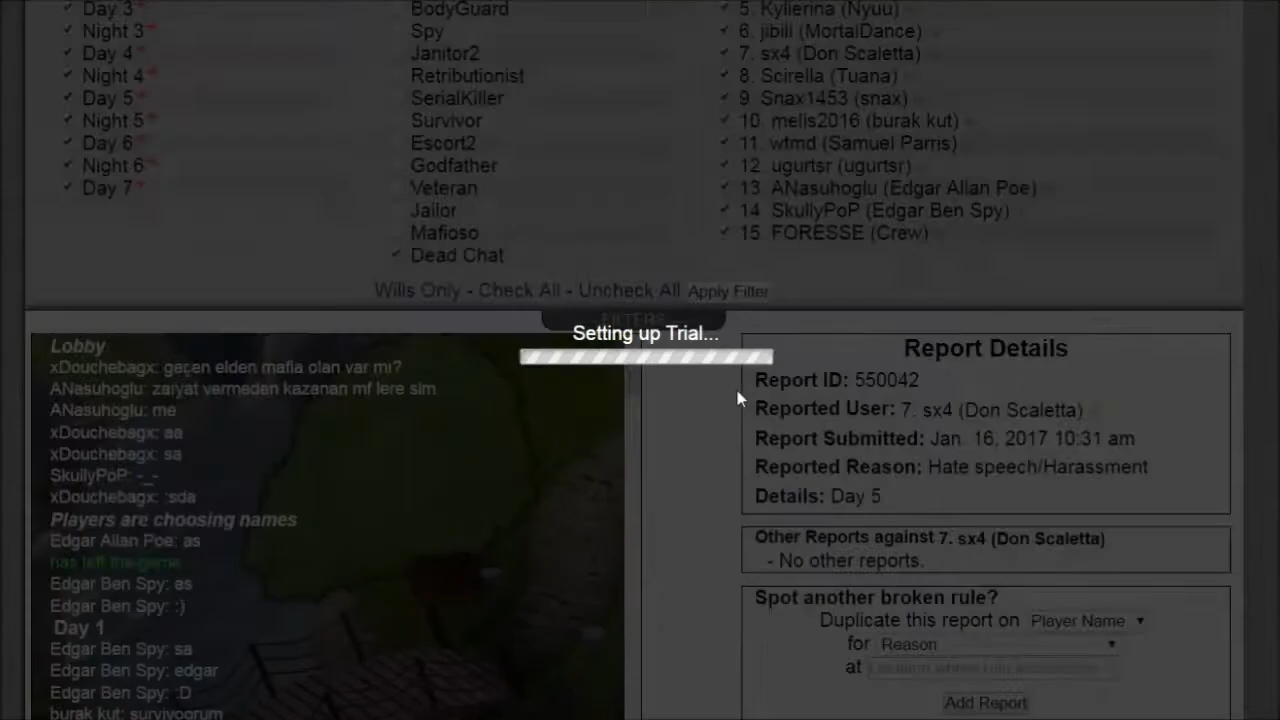 Day 3*
BodyGuard
5. Kylierina (Nyuu)
Night 3*
Spy
6. jibili (MortalDance)
Day 4*
Janitor2
7. sx4 (Don Scaletta)
Night 4*
Retributionist
8. Scirella (Tuana)
Day 5*
SerialKiller
9. Snax1453 (snax)
Night 5*
Survivor
10. melis2016 (burak kut)
Day 6*
Escort2
11. wtmd (Samuel Parris)
Night 6*
Godfather
12. ugurtsr (ugurtsr)
Day 7*
Veteran
13. ANasuhoglu (Edgar Allan Poe)
Jailor
14. SkullyPoP (Edgar Ben Spy)
Mafioso
15. FORESSE (Crew)
Dead Chat
Wills Only - Check All - Uncheck All Apply Filter
FILTERS
Setting up Trial...
Lobby
xDouchebagx: geçen elden mafia olan var mı?
ANasuhoglu: zaiyat vermeden kazanan mf lere sim
ANasuhoglu: me
xDouchebagx: aa
xDouchebagx: sa
SkullyPoP: -_-
xDouchebagx: :sda
Players are choosing names
Edgar Allan Poe: as
has left the game
Edgar Ben Spy: as
Edgar Ben Spy: :)
Day 1
Edgar Ben Spy: sa
Edgar Ben Spy: edgar
Edgar Ben Spy: :D
burak kut: survivoorum
Report Details
Report ID: 550042
Reported User: 7. sx4 (Don Scaletta)
Report Submitted: Jan. 16, 2017 10:31 am
Reported Reason: Hate speech/Harassment
Details: Day 5
Other Reports against 7. sx4 (Don Scaletta)
- No other reports.
Spot another broken rule?
Duplicate this report on Player Name
for Reason
at
Add Report